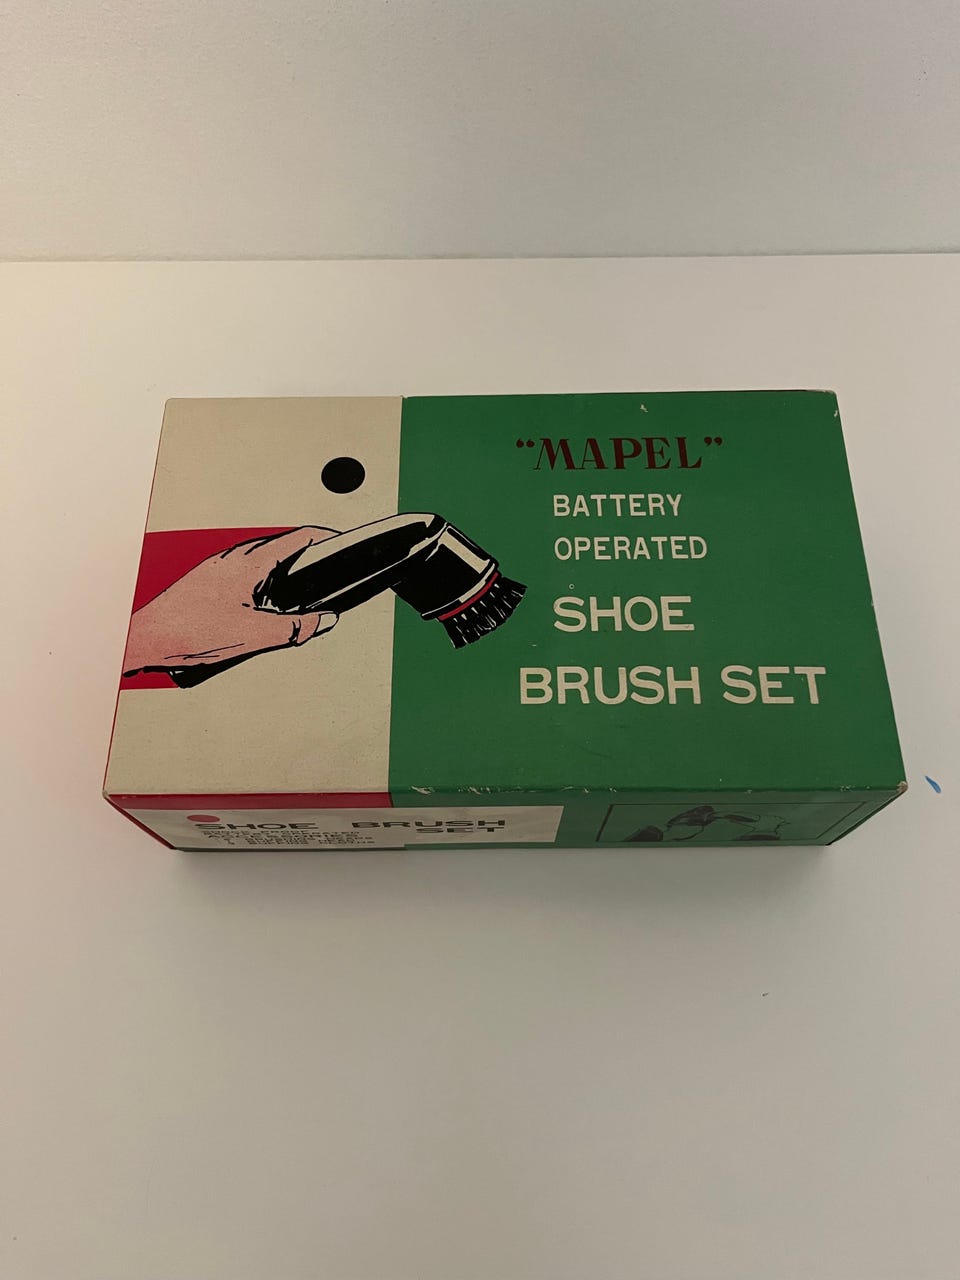 “MAPEL”
BATTERY
OPERATED
SHOE
BRUSH SET
SHOE BRUSH
SET